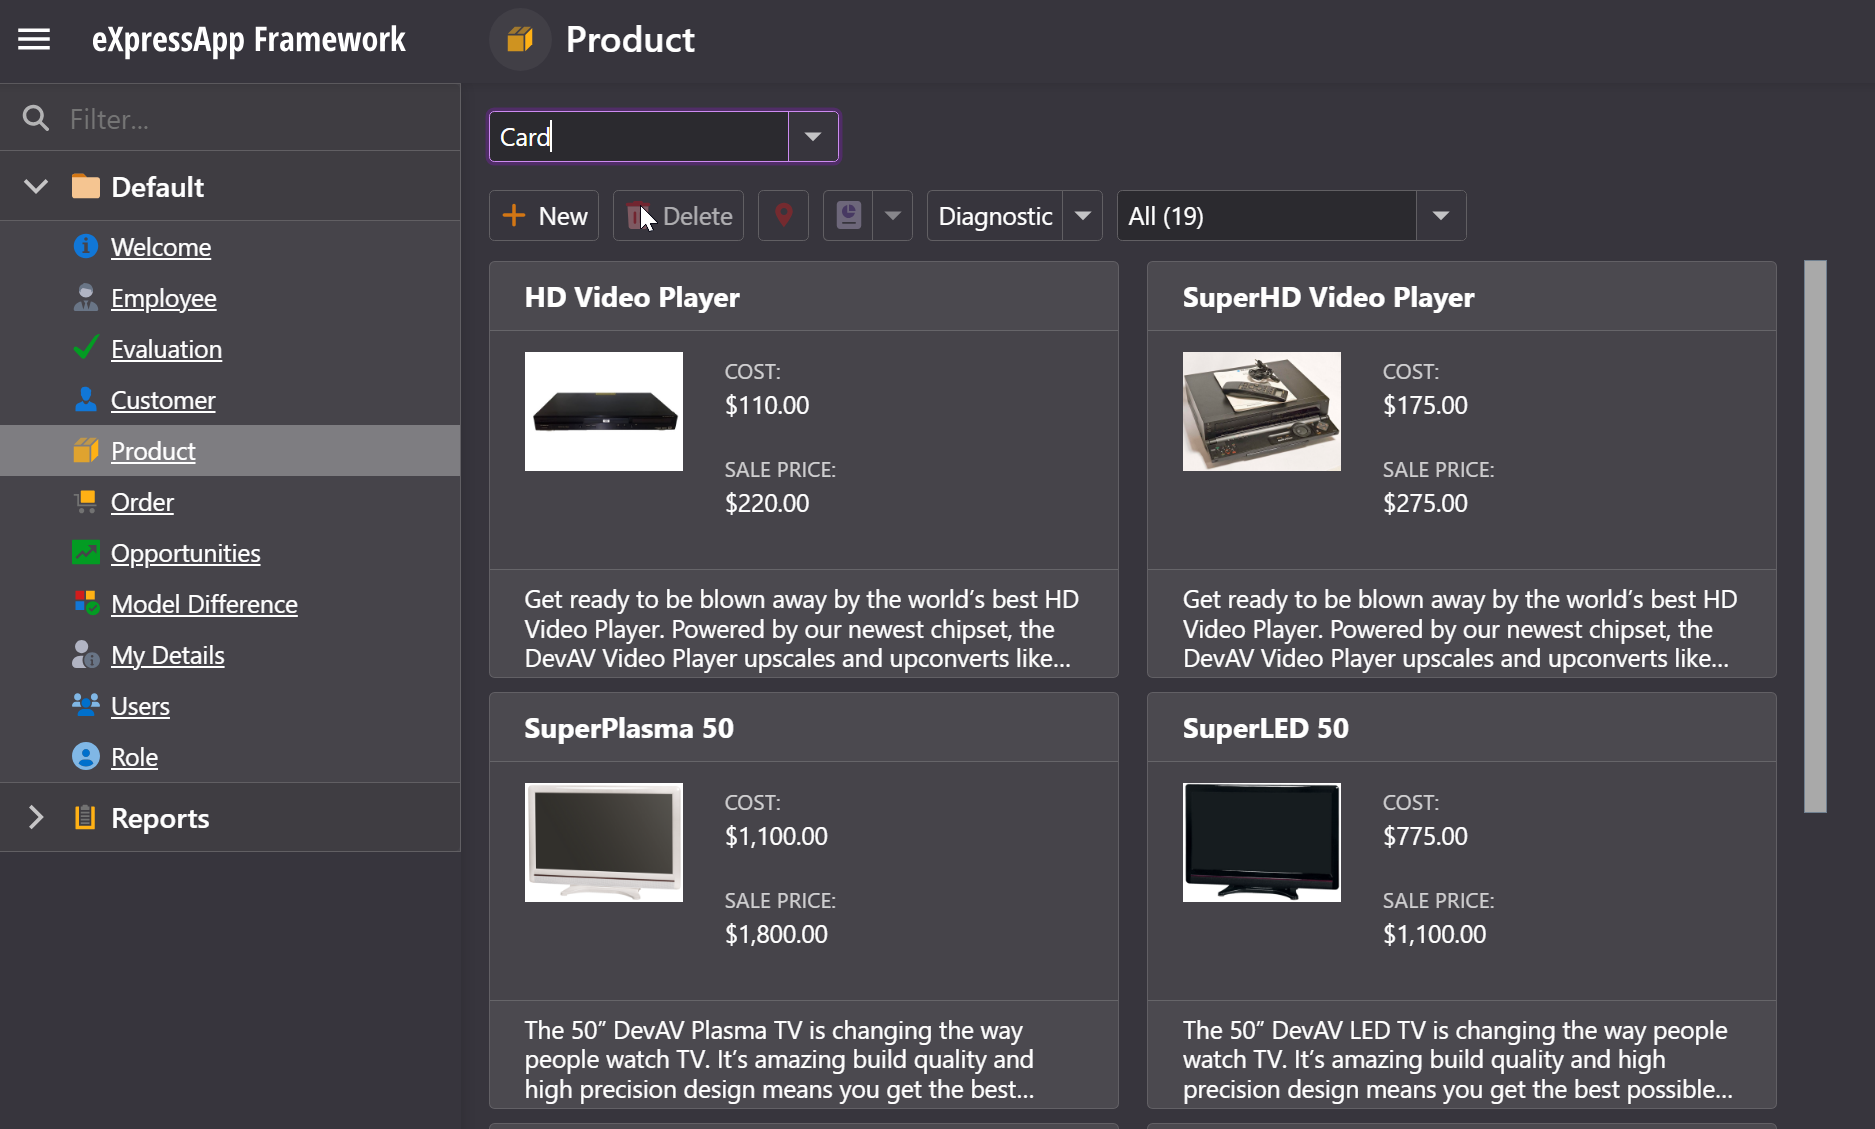 eXpressApp Framework
Product
Filter...
Default
Welcome
Employee
Evaluation
Customer
Product
Order
Opportunities
Model Difference
My Details
Users
Role
Reports
Card
New
Delete
Diagnostic
All (19)
HD Video Player
COST:
$110.00
SALE PRICE:
$220.00
Get ready to be blown away by the world’s best HD
Video Player. Powered by our newest chipset, the
DevAV Video Player upscales and upconverts like...
SuperHD Video Player
COST:
$175.00
SALE PRICE:
$275.00
Get ready to be blown away by the world’s best HD
Video Player. Powered by our newest chipset, the
DevAV Video Player upscales and upconverts like...
SuperPlasma 50
COST:
$1,100.00
SALE PRICE:
$1,800.00
The 50” DevAV Plasma TV is changing the way
people watch TV. It’s amazing build quality and
high precision design means you get the best...
SuperLED 50
COST:
$775.00
SALE PRICE:
$1,100.00
The 50” DevAV LED TV is changing the way people
watch TV. It’s amazing build quality and high
precision design means you get the best possible...